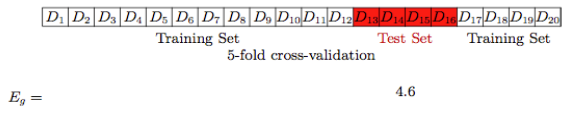 D₁ D₂ D₃ D₄ D₅ D₆ D₇ D₈ D₉ D₁₀ D₁₁ D₁₂ D₁₃ D₁₄ D₁₅ D₁₆ D₁₇ D₁₈ D₁₉ D₂₀
Training Set Test Set Training Set
5-fold cross-validation
4.6
E_g =